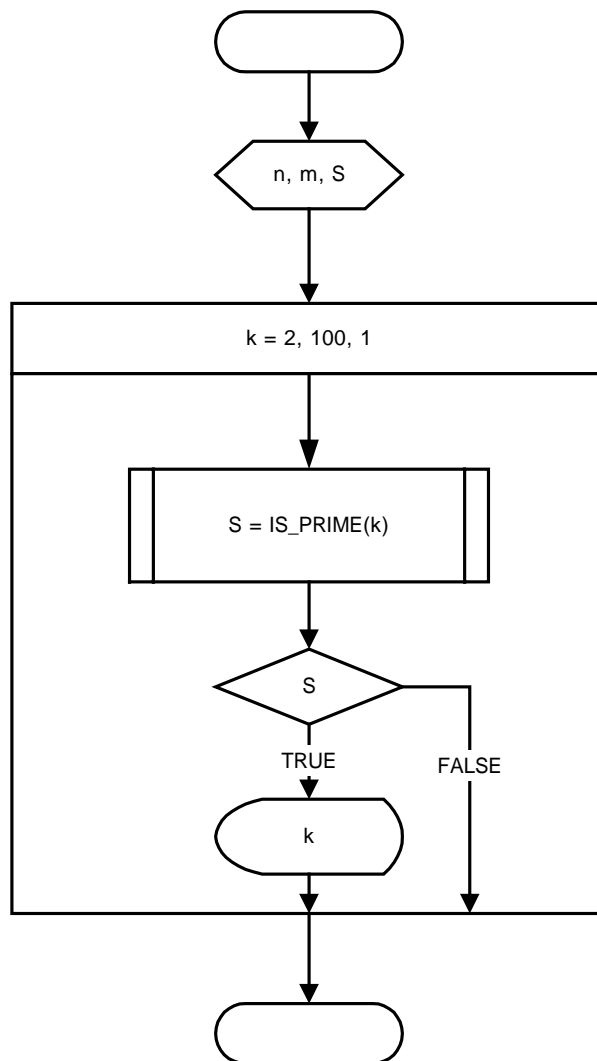 n, m, S
k = 2, 100, 1
S = IS_PRIME(k)
S
TRUE
FALSE
k